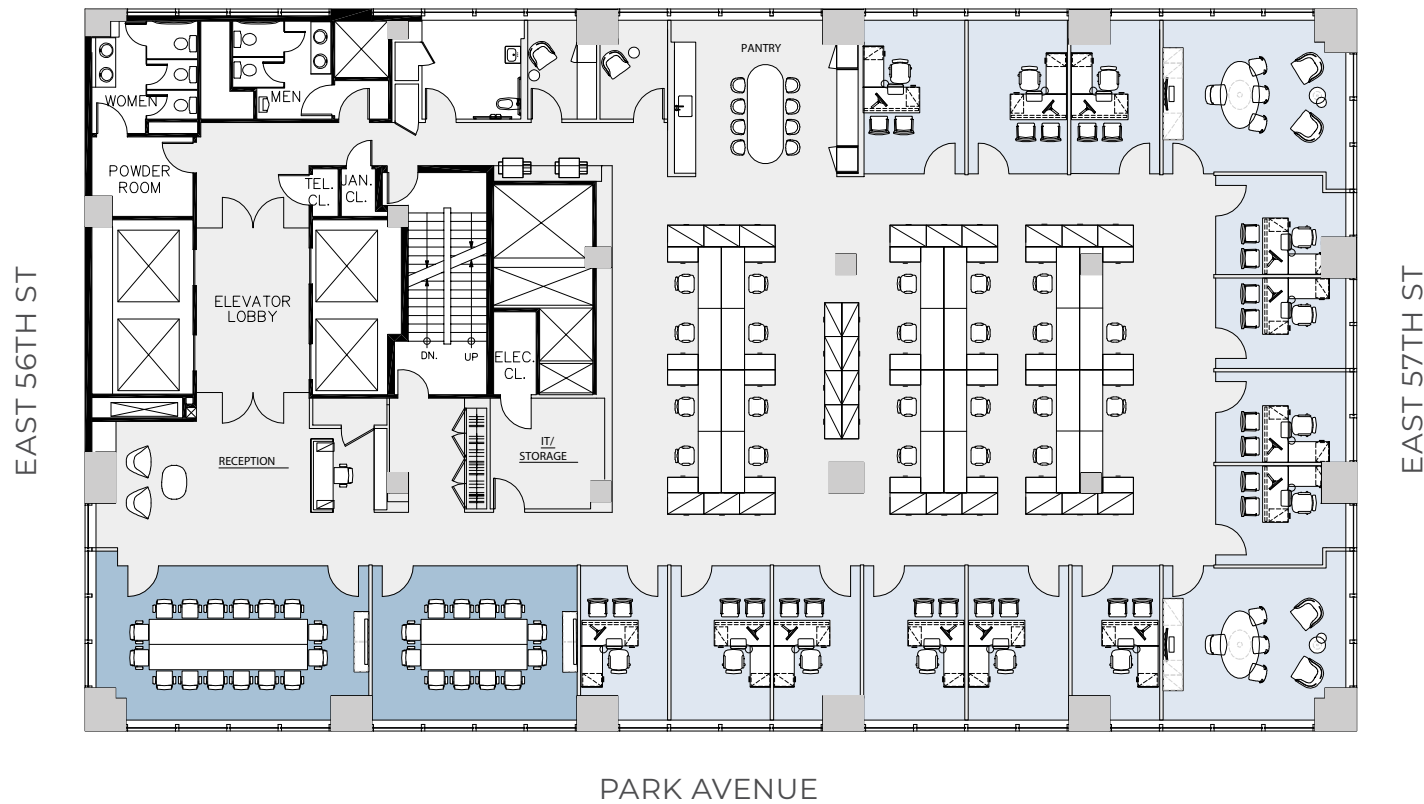 PANTRY
WOMEN
MEN
POWDER
ROOM
TEL.
CL.
JAN.
CL.
EAST 56TH ST
ELEVATOR
LOBBY
EAST 57TH ST
DN.
UP
ELEC.
CL.
RECEPTION
IT/
STORAGE
PARK AVENUE